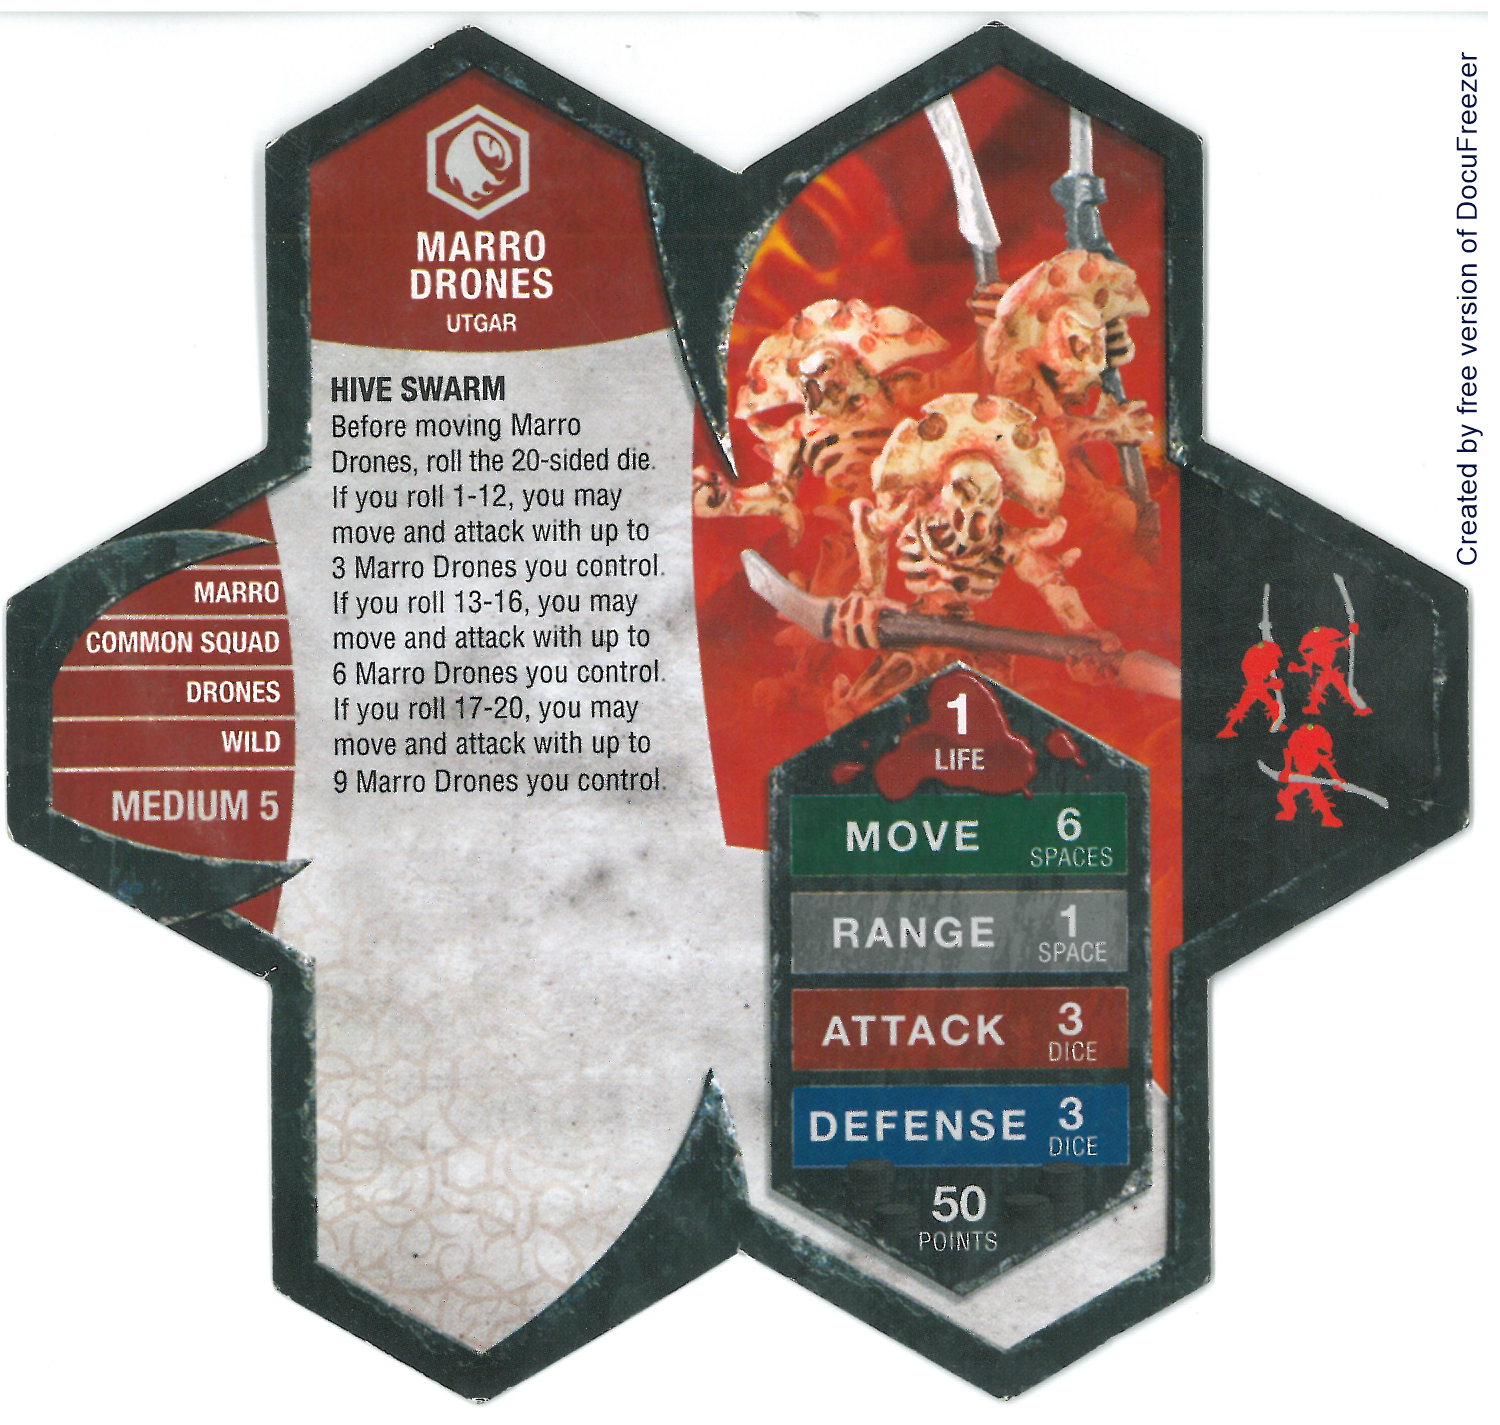 MARRO
DRONES
UTGAR
HIVE SWARM
Before moving Marro
Drones, roll the 20-sided die.
If you roll 1-12, you may
move and attack with up to
3 Marro Drones you control.
If you roll 13-16, you may
move and attack with up to
6 Marro Drones you control.
If you roll 17-20, you may
move and attack with up to
9 Marro Drones you control.
MARRO
COMMON SQUAD
DRONES
WILD
MEDIUM 5
1
LIFE
MOVE 6
SPACES
RANGE 1
SPACE
ATTACK 3
DICE
DEFENSE 3
DICE
50
POINTS
Created by free version of DocuFreezer